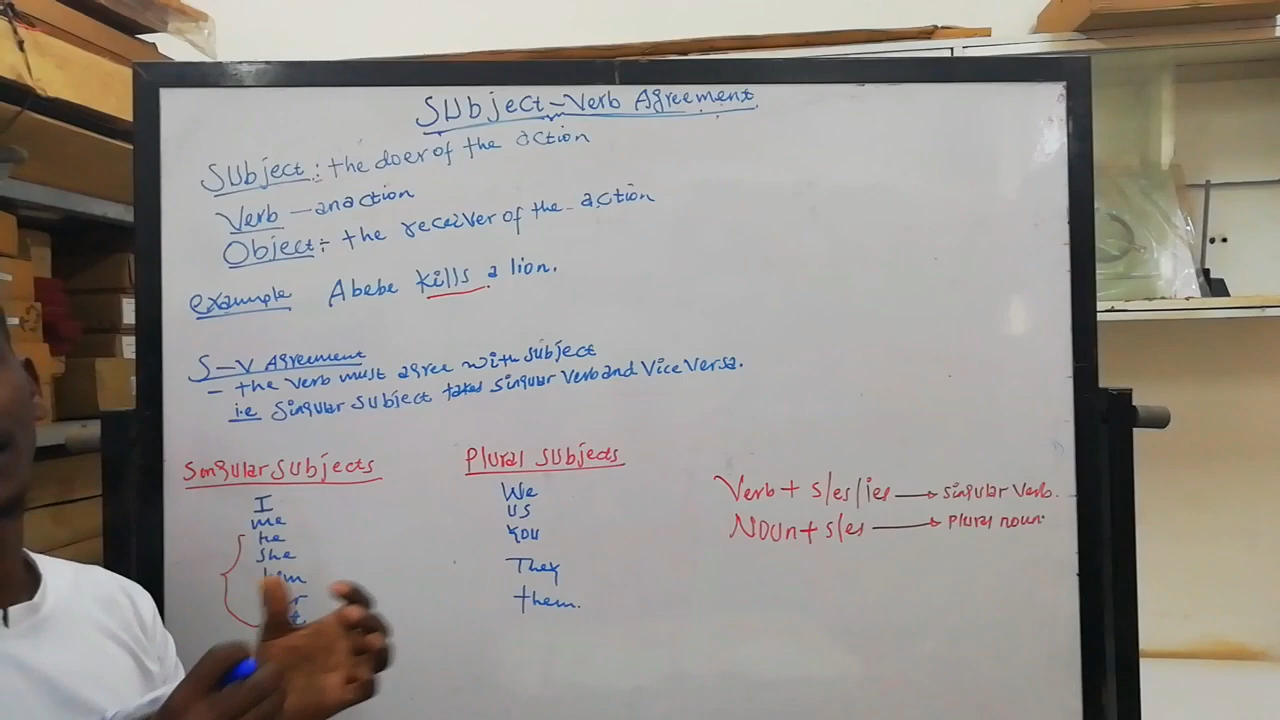 Subject-Verb Agreement
Subject: the doer of the action
Verb - an action
Object: the receiver of the action
example Abebe kills a lion.
S-V Agreement
- the verb must agree with subject
i.e Singular subject takes singular verb and Vice Versa.
Singular subjects
I
me
he
she
him
Plural subjects
We
us
you
They
them.
Verb + s/es/ies → singular verb.
Noun + s/es → plural noun.